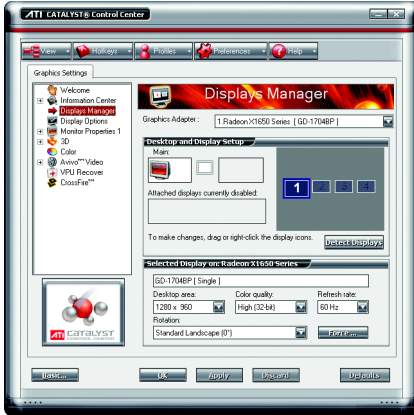 ATI CATALYST® Control Center
View Hotkeys Profiles Preferences Help
Graphics Settings
Welcome
Information Center
Displays Manager
Display Options
Monitor Properties 1
3D
Color
Avivo™ Video
VPU Recover
CrossFire™
Displays Manager
Graphics Adapter :
1.Radeon X1650 Series [ GD-1704BP ]
Desktop and Display Setup
Main:
Attached displays currently disabled:
1 2 3 4
To make changes, drag or right-click the display icons.
Detect Displays
Selected Display on: Radeon X1650 Series
GD-1704BP [ Single ]
Desktop area: Color quality: Refresh rate:
1280 x 960 High (32-bit) 60 Hz
Rotation:
Standard Landscape (0°) Force ...
ATI CATALYST
CONTROL CENTER
Basic... OK Apply Discard Defaults